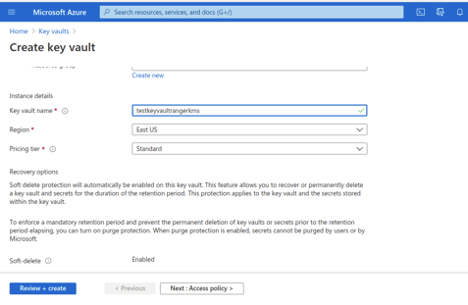 Microsoft Azure
Search resources, services, and docs (G+/)
Home > Key vaults >
Create key vault
Resource group
Create new
Instance details
Key vault name *
testkeyvaultrangerkms
Region *
East US
Pricing tier *
Standard
Recovery options
Soft delete protection will automatically be enabled on this key vault. This feature allows you to recover or permanently delete
a key vault and secrets for the duration of the retention period. This protection applies to the key vault and the secrets stored
within the key vault.
To enforce a mandatory retention period and prevent the permanent deletion of key vaults or secrets prior to the retention
period elapsing, you can turn on purge protection. When purge protection is enabled, secrets cannot be purged by users or by
Microsoft.
Soft-delete
Enabled
Review + create
< Previous
Next : Access policy >